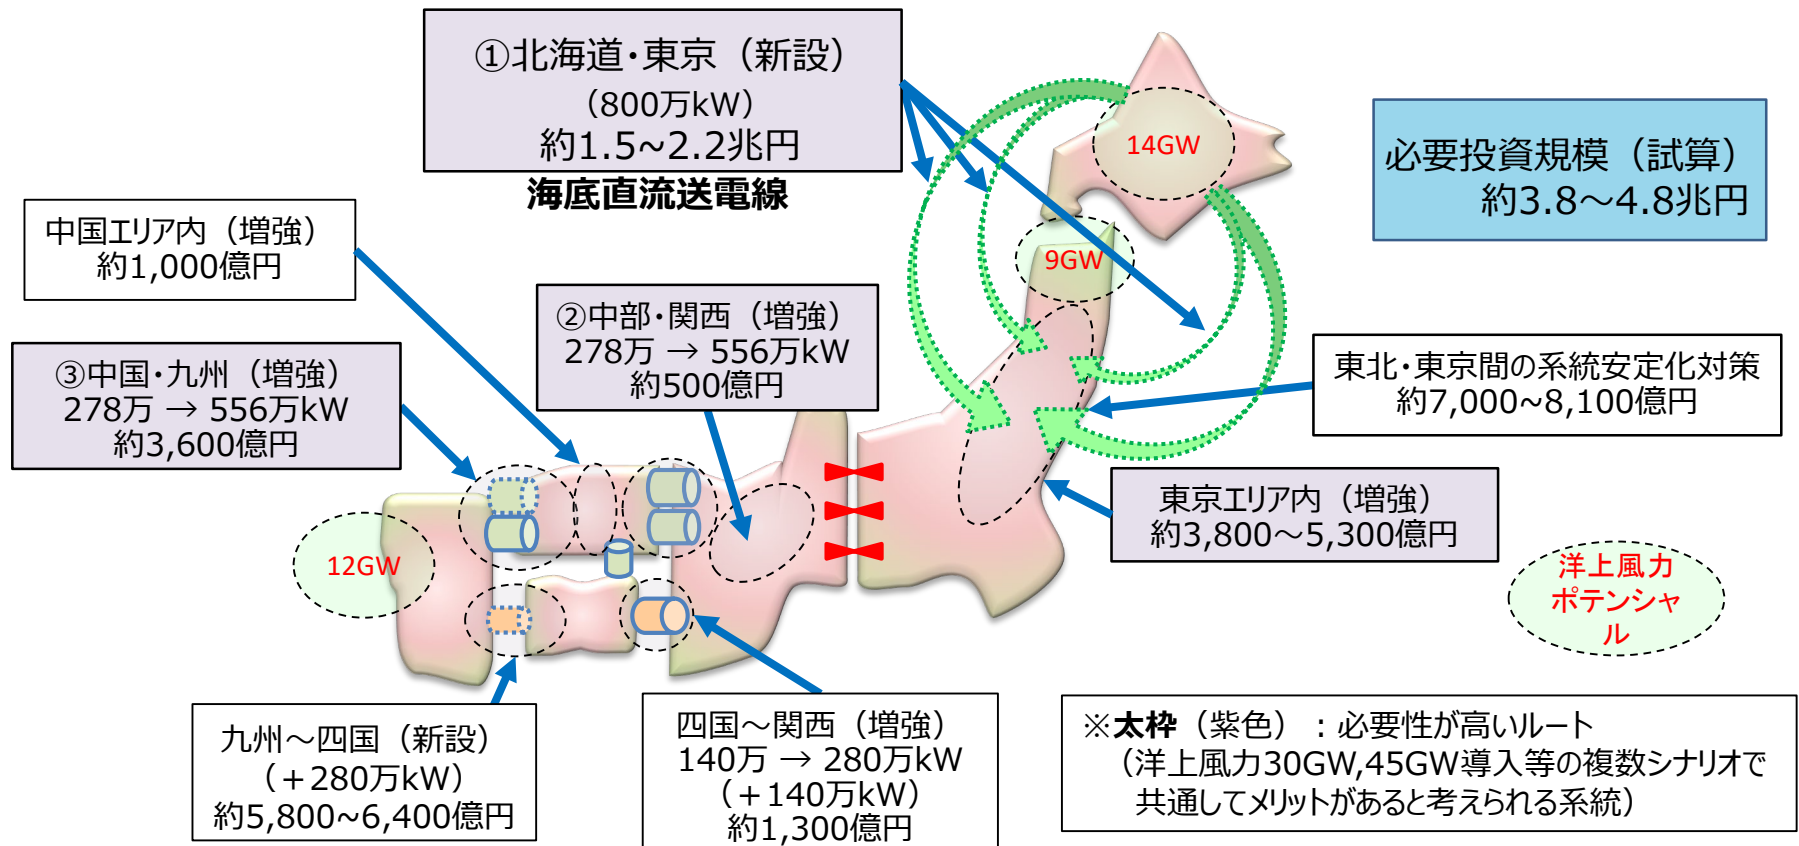 ①北海道・東京（新設）
（800万kW）
約1.5~2.2兆円
海底直流送電線
14GW
必要投資規模（試算）
約3.8～4.8兆円
中国エリア内（増強）
約1,000億円
9GW
②中部・関西（増強）
278万 → 556万kW
約500億円
③中国・九州（増強）
278万 → 556万kW
約3,600億円
東北・東京間の系統安定化対策
約7,000~8,100億円
東京エリア内（増強）
約3,800～5,300億円
12GW
洋上風力
ポテンシャ
ル
九州～四国（新設）
（＋280万kW）
約5,800~6,400億円
四国～関西（増強）
140万 → 280万kW
（＋140万kW）
約1,300億円
※太枠（紫色）：必要性が高いルート
（洋上風力30GW,45GW導入等の複数シナリオで
共通してメリットがあると考えられる系統）